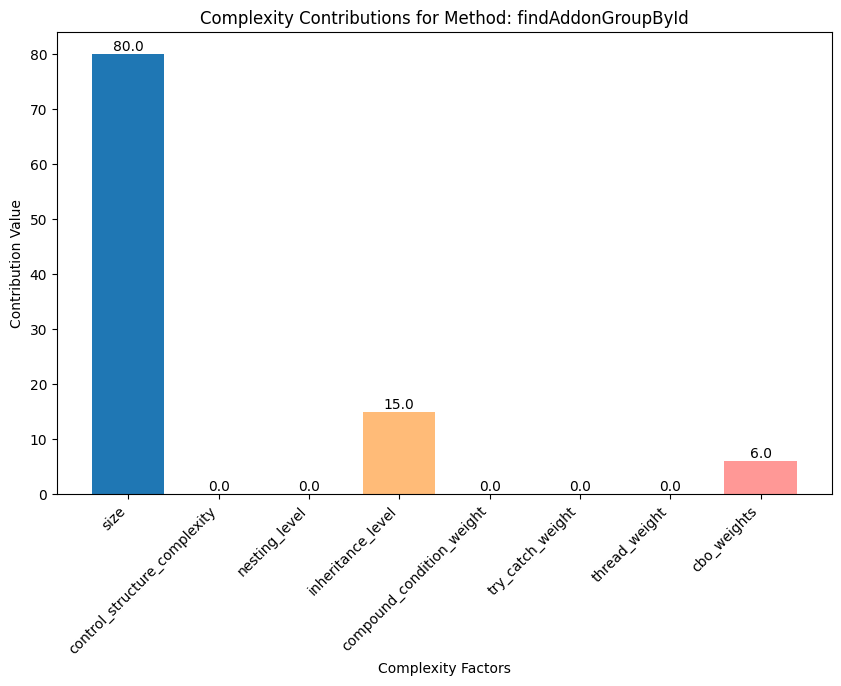 Complexity Contributions for Method: findAddonGroupById
Contribution Value
80
70
60
50
40
30
20
10
0
80.0
0.0
0.0
15.0
0.0
0.0
0.0
6.0
size
control_structure_complexity
nesting_level
inheritance_level
compound_condition_weight
try_catch_weight
thread_weight
cbo_weights
Complexity Factors